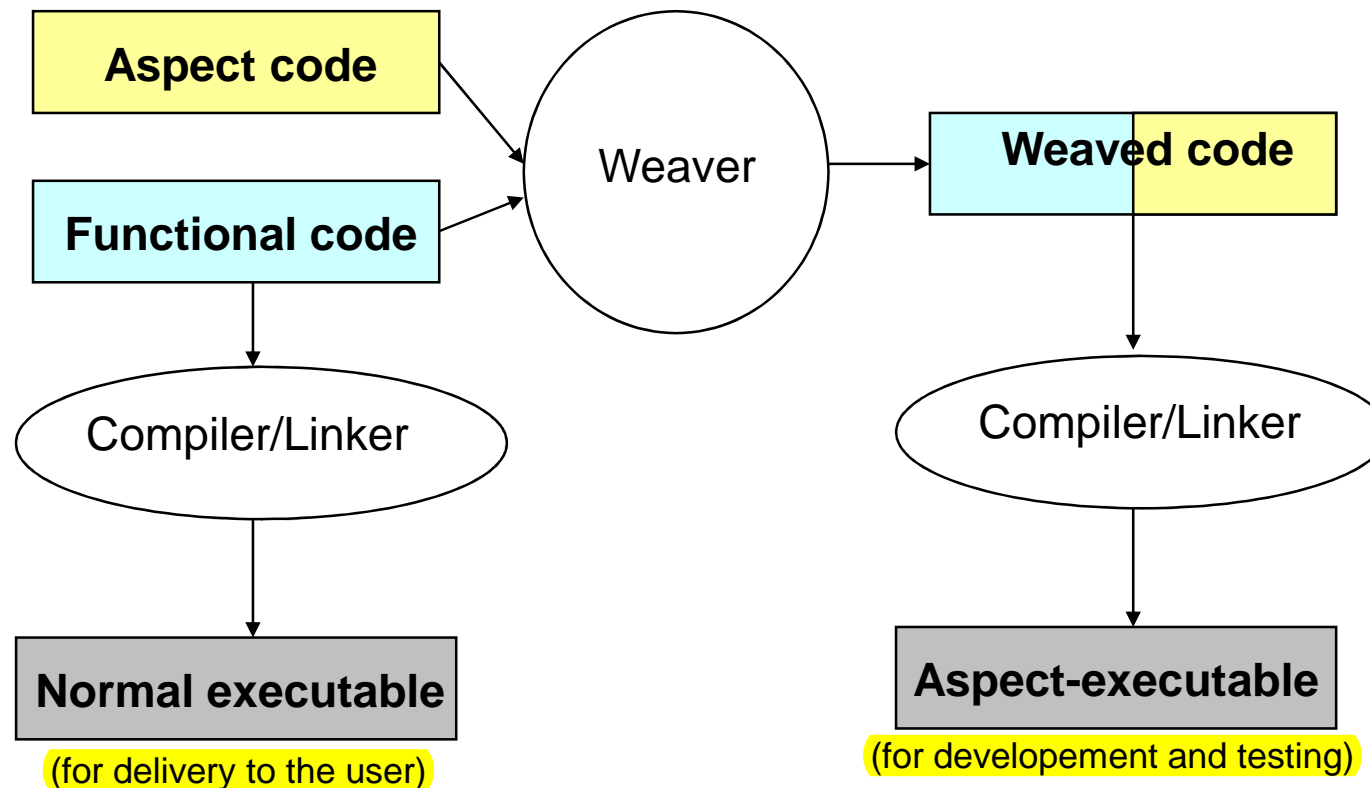 Aspect code
Weaver
Weaved code
Functional code
Compiler/Linker
Compiler/Linker
Normal executable
(for delivery to the user)
Aspect-executable
(for developement and testing)